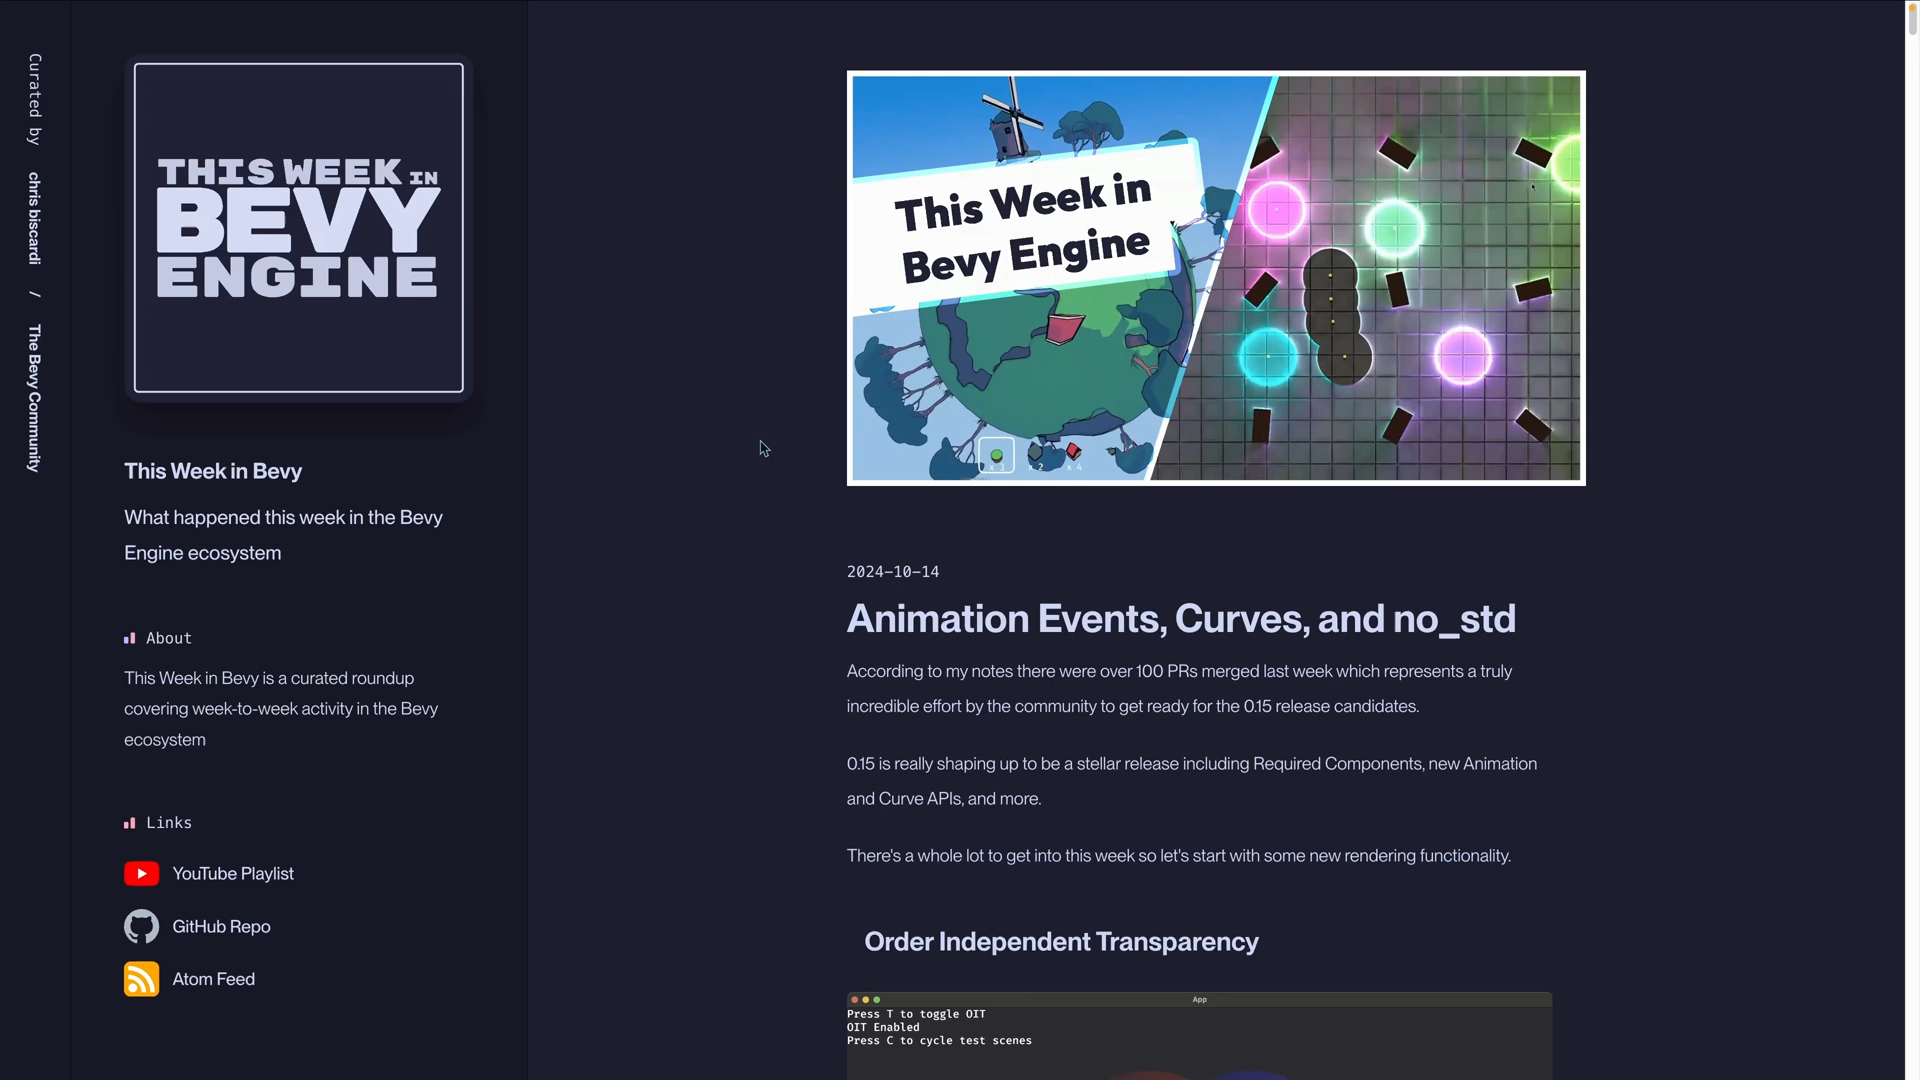 Curated by chris biscardi / The Bevy Community
THIS WEEK IN
BEVY
ENGINE
This Week in Bevy
What happened this week in the Bevy
Engine ecosystem
About
This Week in Bevy is a curated roundup
covering week-to-week activity in the Bevy
ecosystem
Links
YouTube Playlist
GitHub Repo
Atom Feed
This Week in
Bevy Engine
x 3
x 2
x 4
2024-10-14
Animation Events, Curves, and no_std
According to my notes there were over 100 PRs merged last week which represents a truly
incredible effort by the community to get ready for the 0.15 release candidates.
0.15 is really shaping up to be a stellar release including Required Components, new Animation
and Curve APIs, and more.
There's a whole lot to get into this week so let's start with some new rendering functionality.
Order Independent Transparency
App
Press T to toggle OIT
OIT Enabled
Press C to cycle test scenes